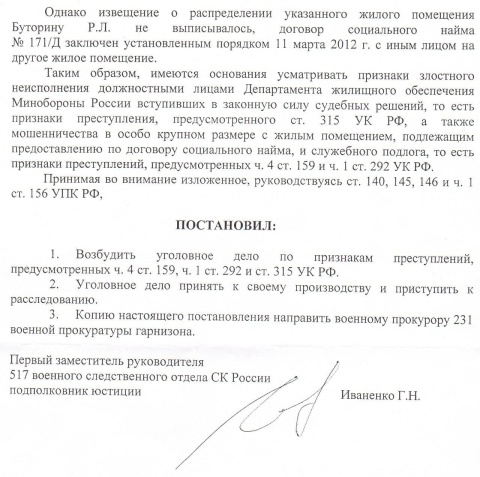 Однако извещение о распределении указанного жилого помещения
Буторину Р.Л. не выписывалось, договор социального найма
№ 171/Д заключен установленным порядком 11 марта 2012 г. с иным лицом на
другое жилое помещение.
Таким образом, имеются основания усматривать признаки злостного
неисполнения должностными лицами Департамента жилищного обеспечения
Минобороны России вступивших в законную силу судебных решений, то есть
признаки преступления, предусмотренного ст. 315 УК РФ, а также
мошенничества в особо крупном размере с жилым помещением, подлежащим
предоставлению по договору социального найма, и служебного подлога, то есть
признаки преступлений, предусмотренных ч. 4 ст. 159 и ч. 1 ст. 292 УК РФ.
Принимая во внимание изложенное, руководствуясь ст. 140, 145, 146 и ч. 1
ст. 156 УПК РФ,
ПОСТАНОВИЛ:
1. Возбудить уголовное дело по признакам преступлений,
предусмотренных ч. 4 ст. 159, ч. 1 ст. 292 и ст. 315 УК РФ.
2. Уголовное дело принять к своему производству и приступить к
расследованию.
3. Копию настоящего постановления направить военному прокурору 231
военной прокуратуры гарнизона.
Первый заместитель руководителя
517 военного следственного отдела СК России
подполковник юстиции Иваненко Г.Н.